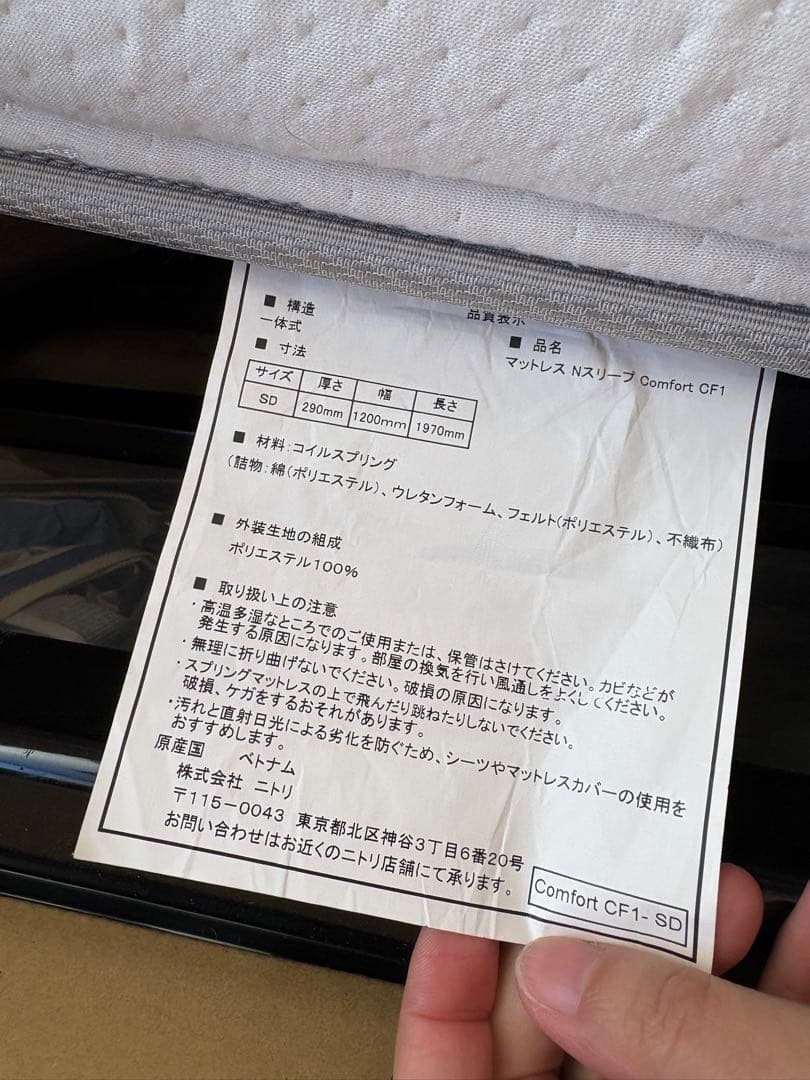 品質表示
■ 品名
マットレス Nスリープ Comfort CF1
■ 構造
一体式
■ 寸法
サイズ 厚さ 幅 長さ
SD 290mm 1200mm 1970mm
■ 材料：コイルスプリング
（詰物：綿（ポリエステル）、ウレタンフォーム、フェルト（ポリエステル）、不織布）
■ 外装生地の組成
ポリエステル100%
■ 取り扱い上の注意
・高温多湿なところでのご使用または、保管はさけてください。カビなどが
発生する原因になります。部屋の換気を行い風通しをよくしてください。
・無理に折り曲げないでください。破損の原因になります。
・スプリングマットレスの上で飛んだり跳ねたりしないでください。
破損、ケガをするおそれがあります。
・汚れと直射日光による劣化を防ぐため、シーツやマットレスカバーの使用を
おすすめします。
原産国 ベトナム
株式会社 ニトリ
〒115-0043 東京都北区神谷3丁目6番20号
お問い合わせはお近くのニトリ店舗にて承ります。
Comfort CF1- SD